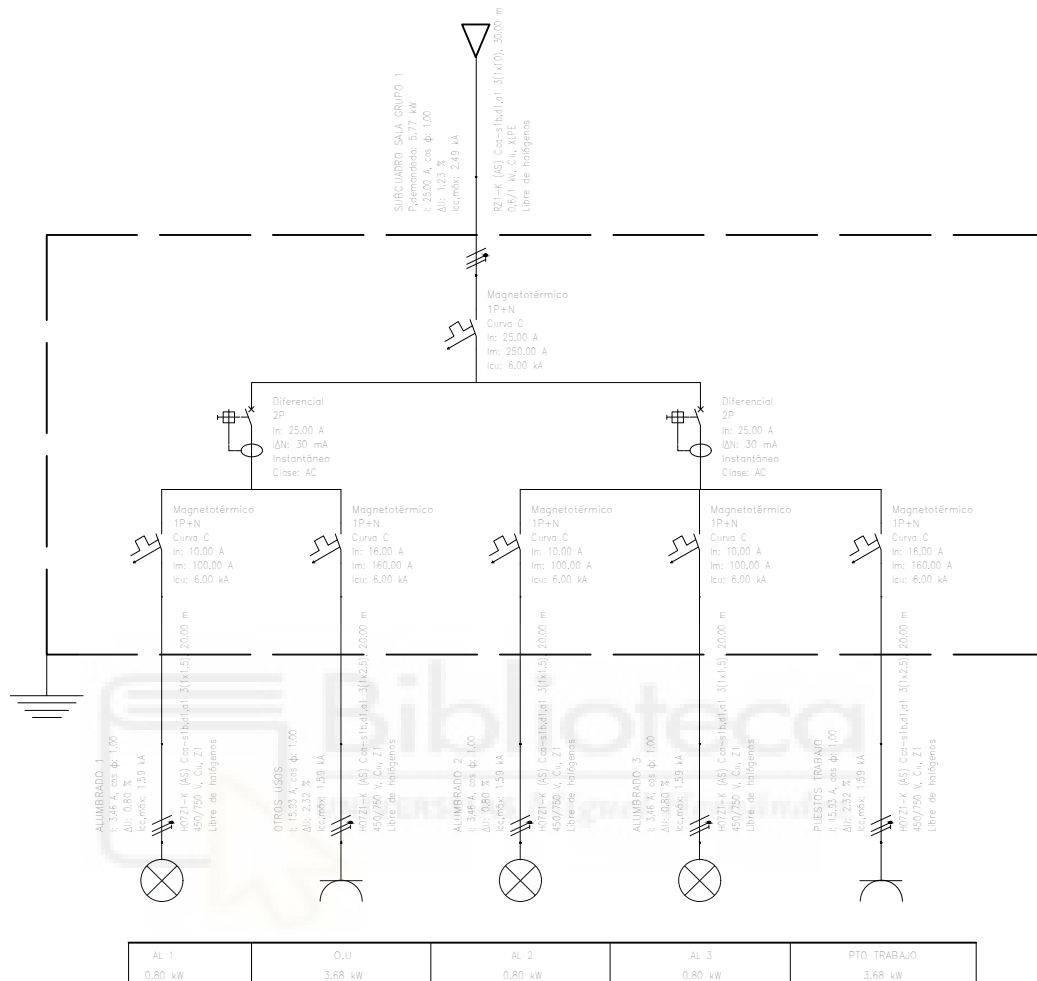 SUBCUADRO SALA GRUPO 1
P.demandada: 5.77 kW
I: 25.00 A, cos φ: 1.00
ΔU: 1.23 %
Icc,máx: 2.49 kA
RZ1-K (AS) Cca-s1b,d1,a1 3(1x10), 30.00 m
0,6/1 kV, Cu, XLPE
Libre de halógenos
Magnetotérmico
1P+N
Curva C
In: 25.00 A
Im: 250.00 A
Icu: 6.00 kA
Diferencial
2P
In: 25.00 A
IΔN: 30 mA
Instantáneo
Clase: AC
Diferencial
2P
In: 25.00 A
IΔN: 30 mA
Instantáneo
Clase: AC
Magnetotérmico
1P+N
Curva C
In: 10.00 A
Im: 100.00 A
Icu: 6.00 kA
Magnetotérmico
1P+N
Curva C
In: 16.00 A
Im: 160.00 A
Icu: 6.00 kA
Magnetotérmico
1P+N
Curva C
In: 10.00 A
Im: 100.00 A
Icu: 6.00 kA
Magnetotérmico
1P+N
Curva C
In: 10.00 A
Im: 100.00 A
Icu: 6.00 kA
Magnetotérmico
1P+N
Curva C
In: 16.00 A
Im: 160.00 A
Icu: 6.00 kA
ALUMBRADO 1
I: 3.46 A, cos φ: 1.00
ΔU: 0.80 %
Icc,máx: 1.59 kA
H07Z1-K (AS) Cca-s1b,d1,a1 3(1x1.5), 20.00 m
450/750 V, Cu, Z1
Libre de halógenos
OTROS USOS
I: 15.93 A, cos φ: 1.00
ΔU: 2.32 %
Icc,máx: 1.59 kA
H07Z1-K (AS) Cca-s1b,d1,a1 3(1x2.5), 20.00 m
450/750 V, Cu, Z1
Libre de halógenos
ALUMBRADO 2
I: 3.46 A, cos φ: 1.00
ΔU: 0.80 %
Icc,máx: 1.59 kA
H07Z1-K (AS) Cca-s1b,d1,a1 3(1x1.5), 20.00 m
450/750 V, Cu, Z1
Libre de halógenos
ALUMBRADO 3
I: 3.46 A, cos φ: 1.00
ΔU: 0.80 %
Icc,máx: 1.59 kA
H07Z1-K (AS) Cca-s1b,d1,a1 3(1x1.5), 20.00 m
450/750 V, Cu, Z1
Libre de halógenos
PUESTOS TRABAJO
I: 15.93 A, cos φ: 1.00
ΔU: 2.32 %
Icc,máx: 1.59 kA
H07Z1-K (AS) Cca-s1b,d1,a1 3(1x2.5), 20.00 m
450/750 V, Cu, Z1
Libre de halógenos
Biblioteca
AL 1
0.80 kW
O.U
3.68 kW
AL 2
0.80 kW
AL 3
0.80 kW
PTO TRABAJO
3.68 kW